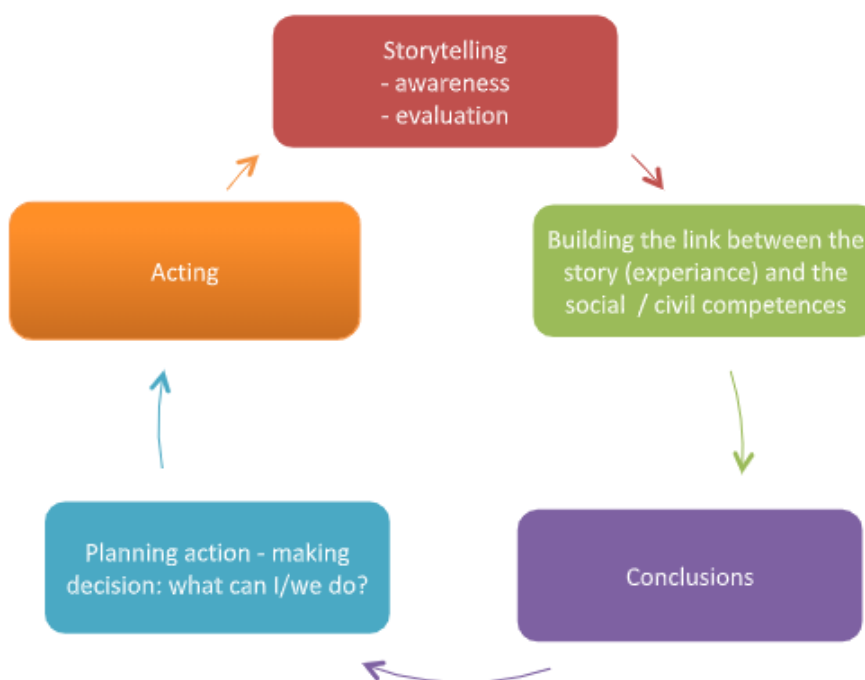 Storytelling
- awareness
- evaluation
Building the link between the
story (experiance) and the
social / civil competences
Conclusions
Planning action - making
decision: what can I/we do?
Acting